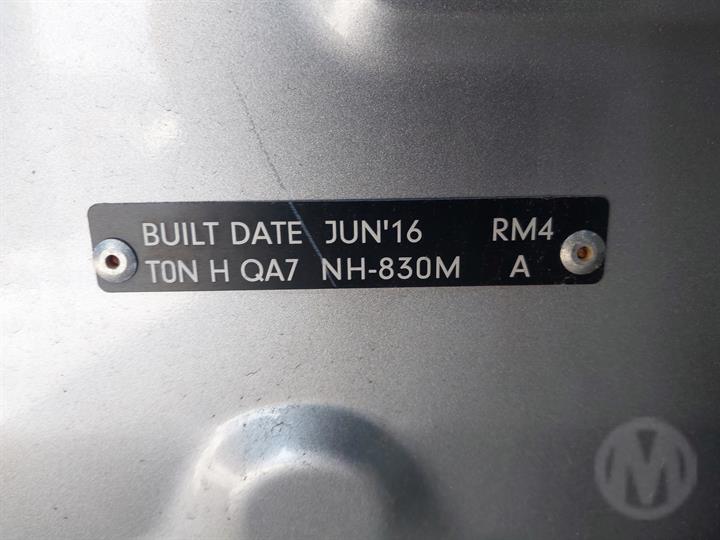 BUILT DATE JUN'16 RM4
T0N H QA7 NH-830M A
M